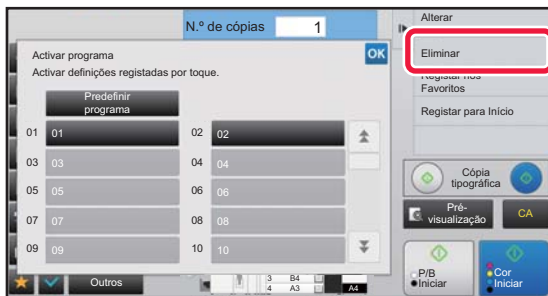 N.º de cópias 1
Activar programa
OK
Activar definições registadas por toque.
Predefinir
programa
01 01
02 02
03 03
04 04
05 05
06 06
07 07
08 08
09 09
10 10
Outros
3 B4
4 A3
A4
Alterar
Eliminar
Registar nos
Favoritos
Registar para Início
Cópia
tipográfica
Pré-
visualização
CA
P/B
Iniciar
Cor
Iniciar